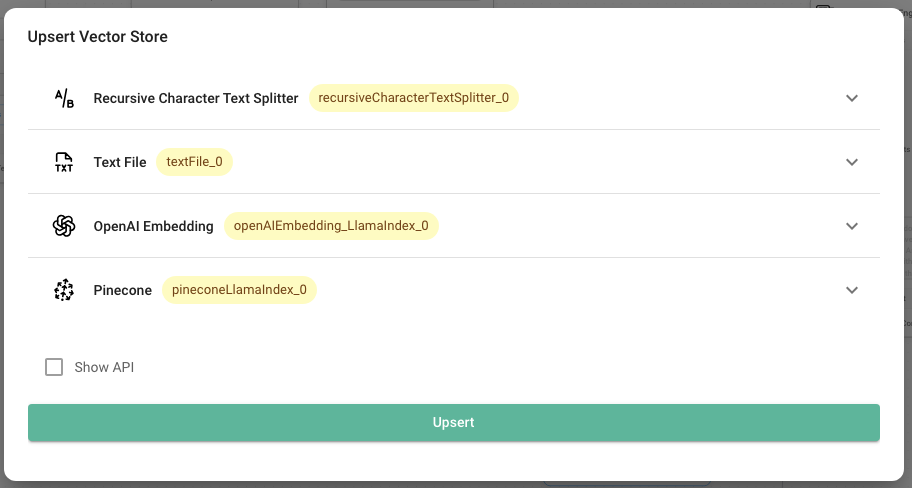 Upsert Vector Store
A/B Recursive Character Text Splitter recursiveCharacterTextSplitter_0
TXT Text File textFile_0
OpenAI Embedding openAIEmbedding_LlamaIndex_0
Pinecone pineconeLlamaIndex_0
Show API
Upsert